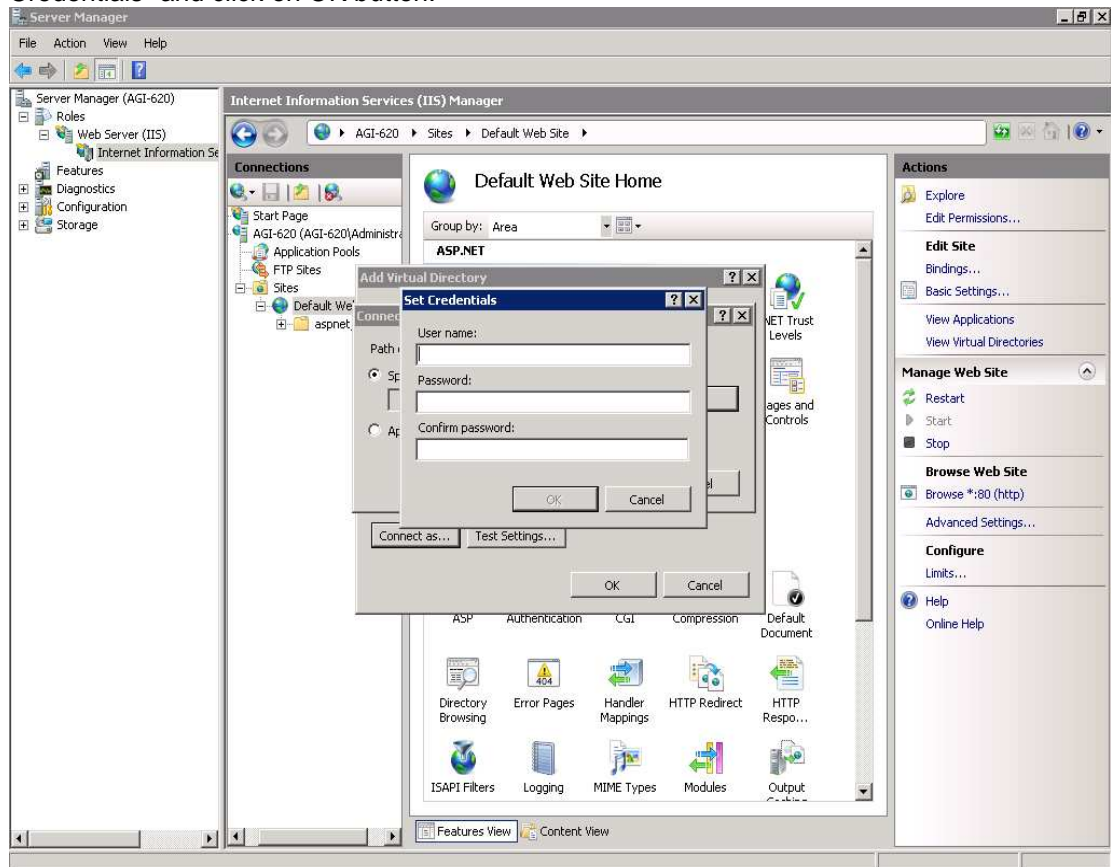 Credentials" and click on OK button.
Server Manager
File Action View Help
Server Manager (AGI-620)
Roles
Web Server (IIS)
Internet Information Se
Features
Diagnostics
Configuration
Storage
Internet Information Services (IIS) Manager
AGI-620 Sites Default Web Site
Connections
Start Page
AGI-620 (AGI-620\Administra
Application Pools
FTP Sites
Sites
Default We
aspnet_
Default Web Site Home
Group by: Area
ASP.NET
.NET Trust
Levels
ages and
Controls
Add Virtual Directory
Connec
Path
Sp
Ap
Set Credentials
User name:
Password:
Confirm password:
OK Cancel
Connect as... Test Settings...
OK Cancel
ASP Authentication CGI Compression Default
Document
404
Directory
Browsing
Error Pages
Handler
Mappings
HTTP Redirect
HTTP
Respo...
ISAPI Filters Logging MIME Types Modules Output
Features View Content View
Actions
Explore
Edit Permissions...
Edit Site
Bindings...
Basic Settings...
View Applications
View Virtual Directories
Manage Web Site
Restart
Start
Stop
Browse Web Site
Browse *:80 (http)
Advanced Settings...
Configure
Limits...
Help
Online Help